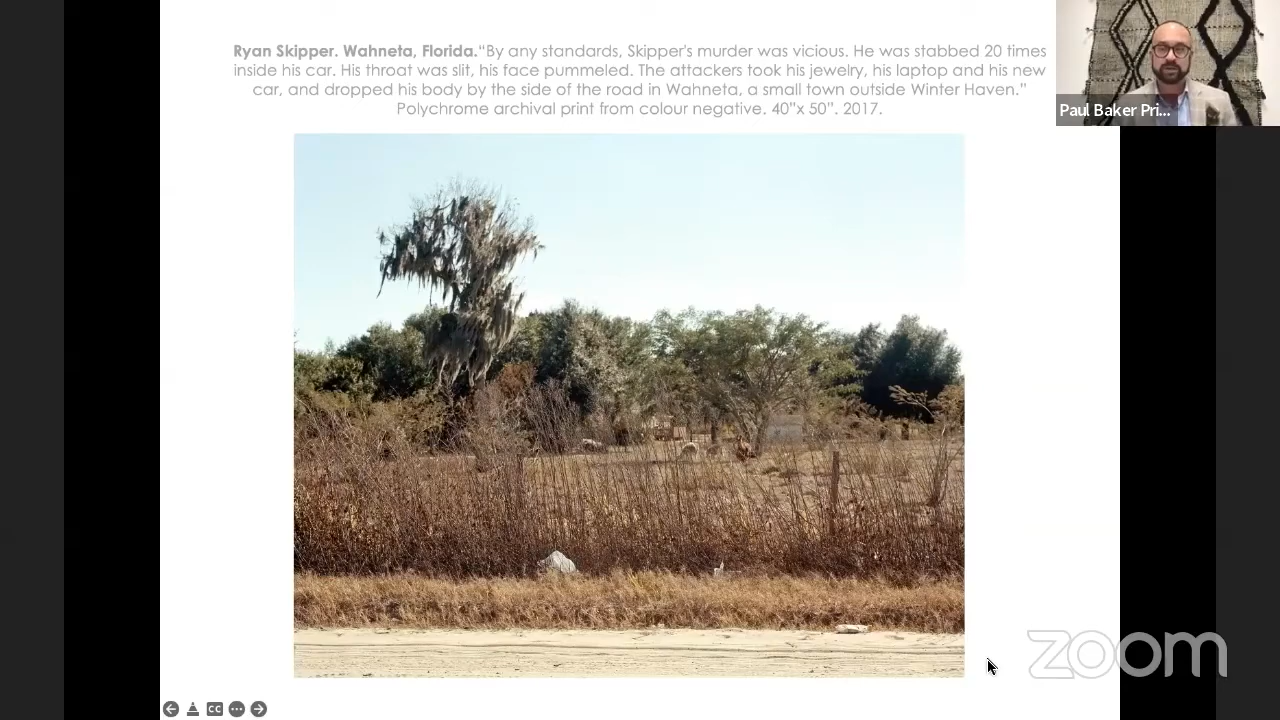 Ryan Skipper. Wahneta, Florida.“By any standards, Skipper's murder was vicious. He was stabbed 20 times
inside his car. His throat was slit, his face pummeled. The attackers took his jewelry, his laptop and his new
car, and dropped his body by the side of the road in Wahneta, a small town outside Winter Haven.”
Polychrome archival print from colour negative. 40”x 50”. 2017.
Paul Baker Pri...
zoom
CC